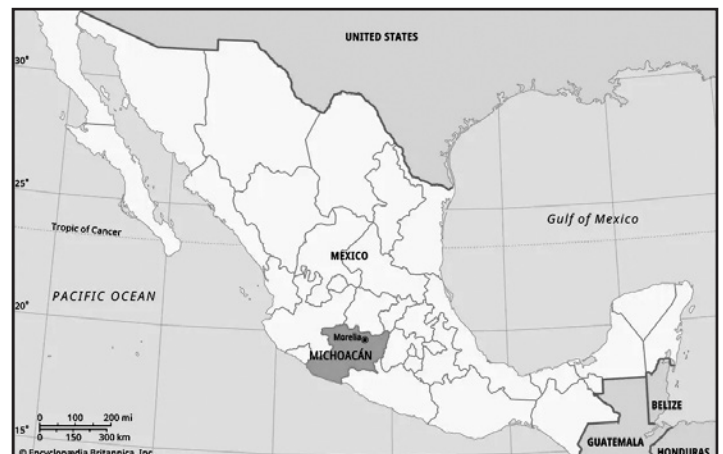 UNITED STATES
30°
25°
Gulf of Mexico
Tropic of Cancer
MEXICO
PACIFIC OCEAN
20°
Morelia
MICHOACÁN
0 100 200 mi
0 150 300 km
15°
BELIZE
GUATEMALA
HONDURAS
© Encyclopædia Britannica, Inc.